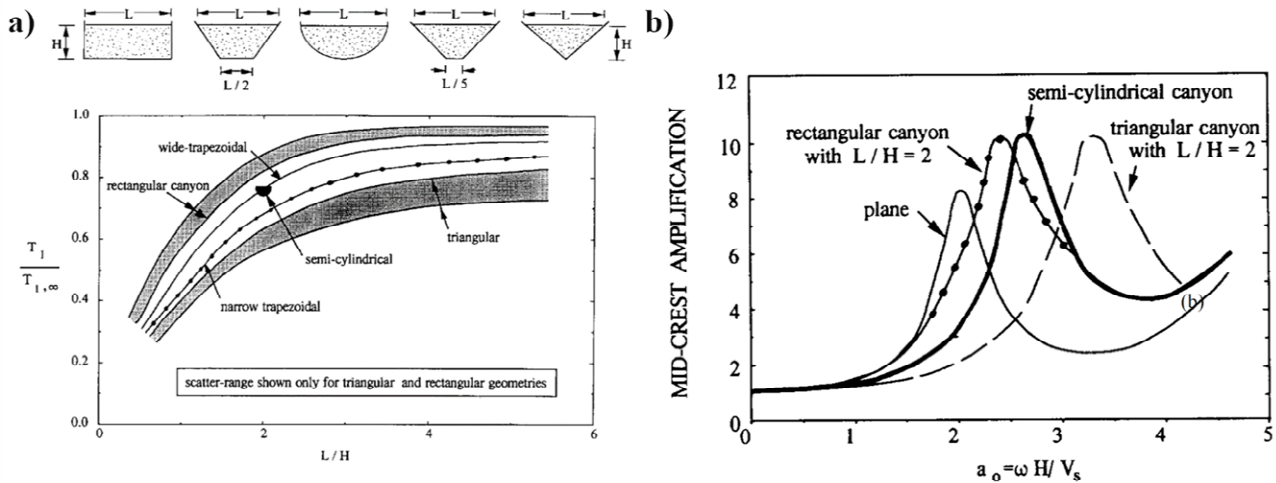 a)
L L L L L
H H
L / 2 L / 5
1.0
0.8
0.6
0.4
0.2
0.0
T 1
T 1,∞
wide-trapezoidal
rectangular canyon
triangular
semi-cylindrical
narrow trapezoidal
scatter-range shown only for triangular and rectangular geometries
0 2 4 6
L / H
b)
12
10
8
6
4
2
0
MID-CREST AMPLIFICATION
semi-cylindrical canyon
rectangular canyon
with L / H = 2
triangular canyon
with L / H = 2
plane
(b)
0 1 2 3 4 5
a o = ω H / V s